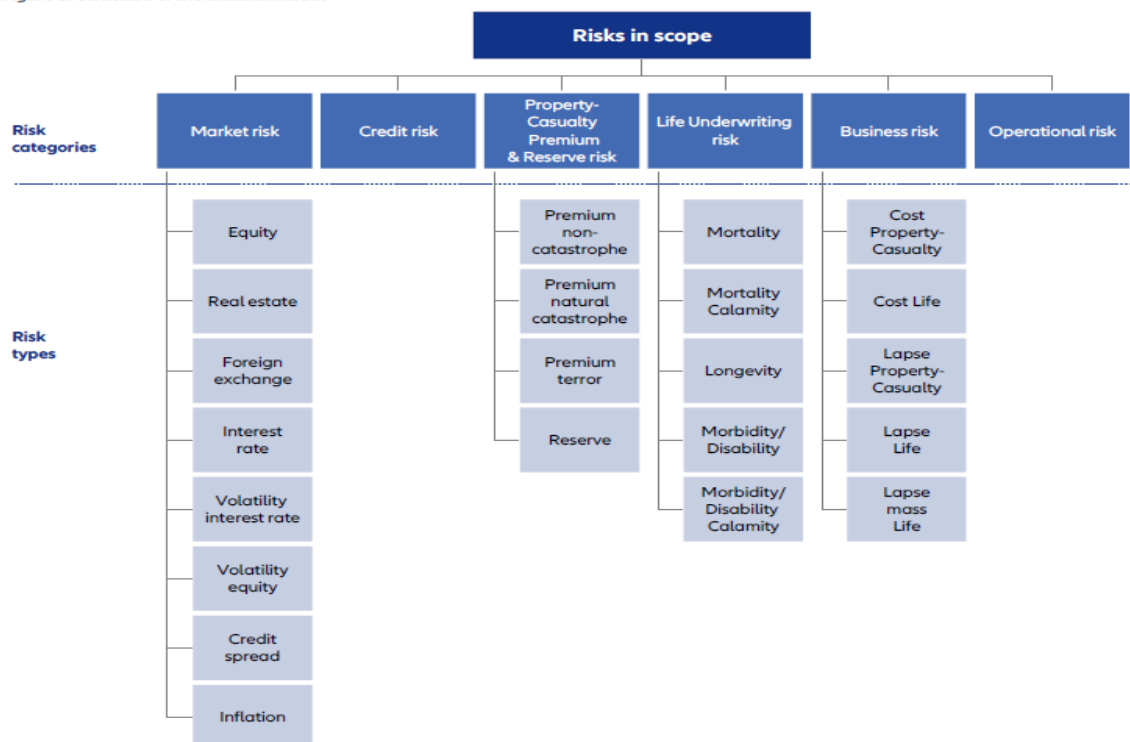 Risks in scope
Risk
categories
Market risk
Credit risk
Property-
Casualty
Premium
& Reserve risk
Life Underwriting
risk
Business risk
Operational risk
Risk
types
Equity
Real estate
Foreign
exchange
Interest
rate
Volatility
interest rate
Volatility
equity
Credit
spread
Inflation
Premium
non-
catastrophe
Premium
natural
catastrophe
Premium
terror
Reserve
Mortality
Mortality
Calamity
Longevity
Morbidity/
Disability
Morbidity/
Disability
Calamity
Cost
Property-
Casualty
Cost Life
Lapse
Property-
Casualty
Lapse
Life
Lapse
mass
Life